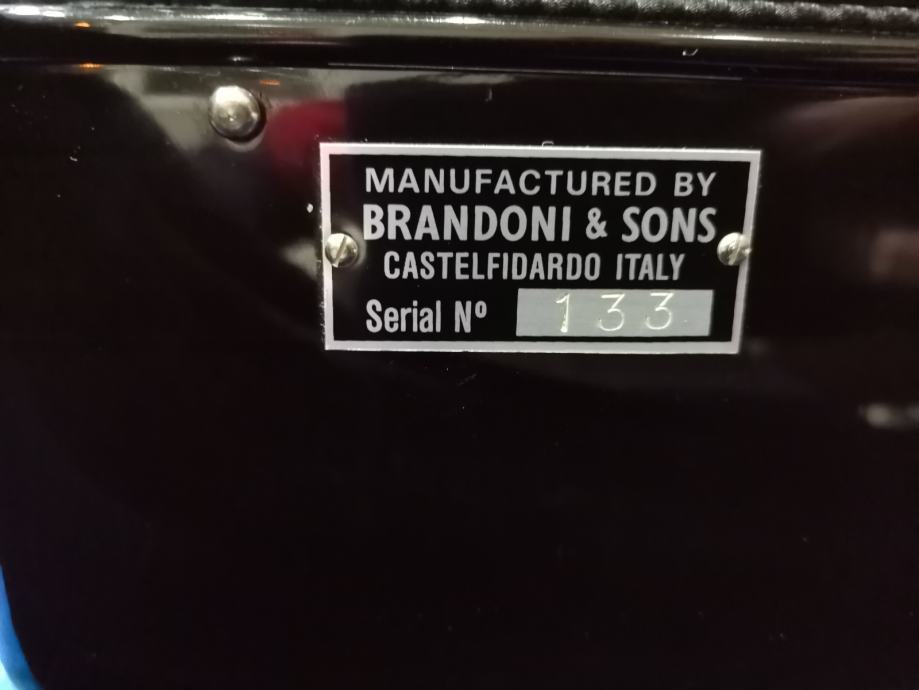 MANUFACTURED BY
BRANDONI & SONS
CASTELFIDARDO ITALY
Serial Nº 133